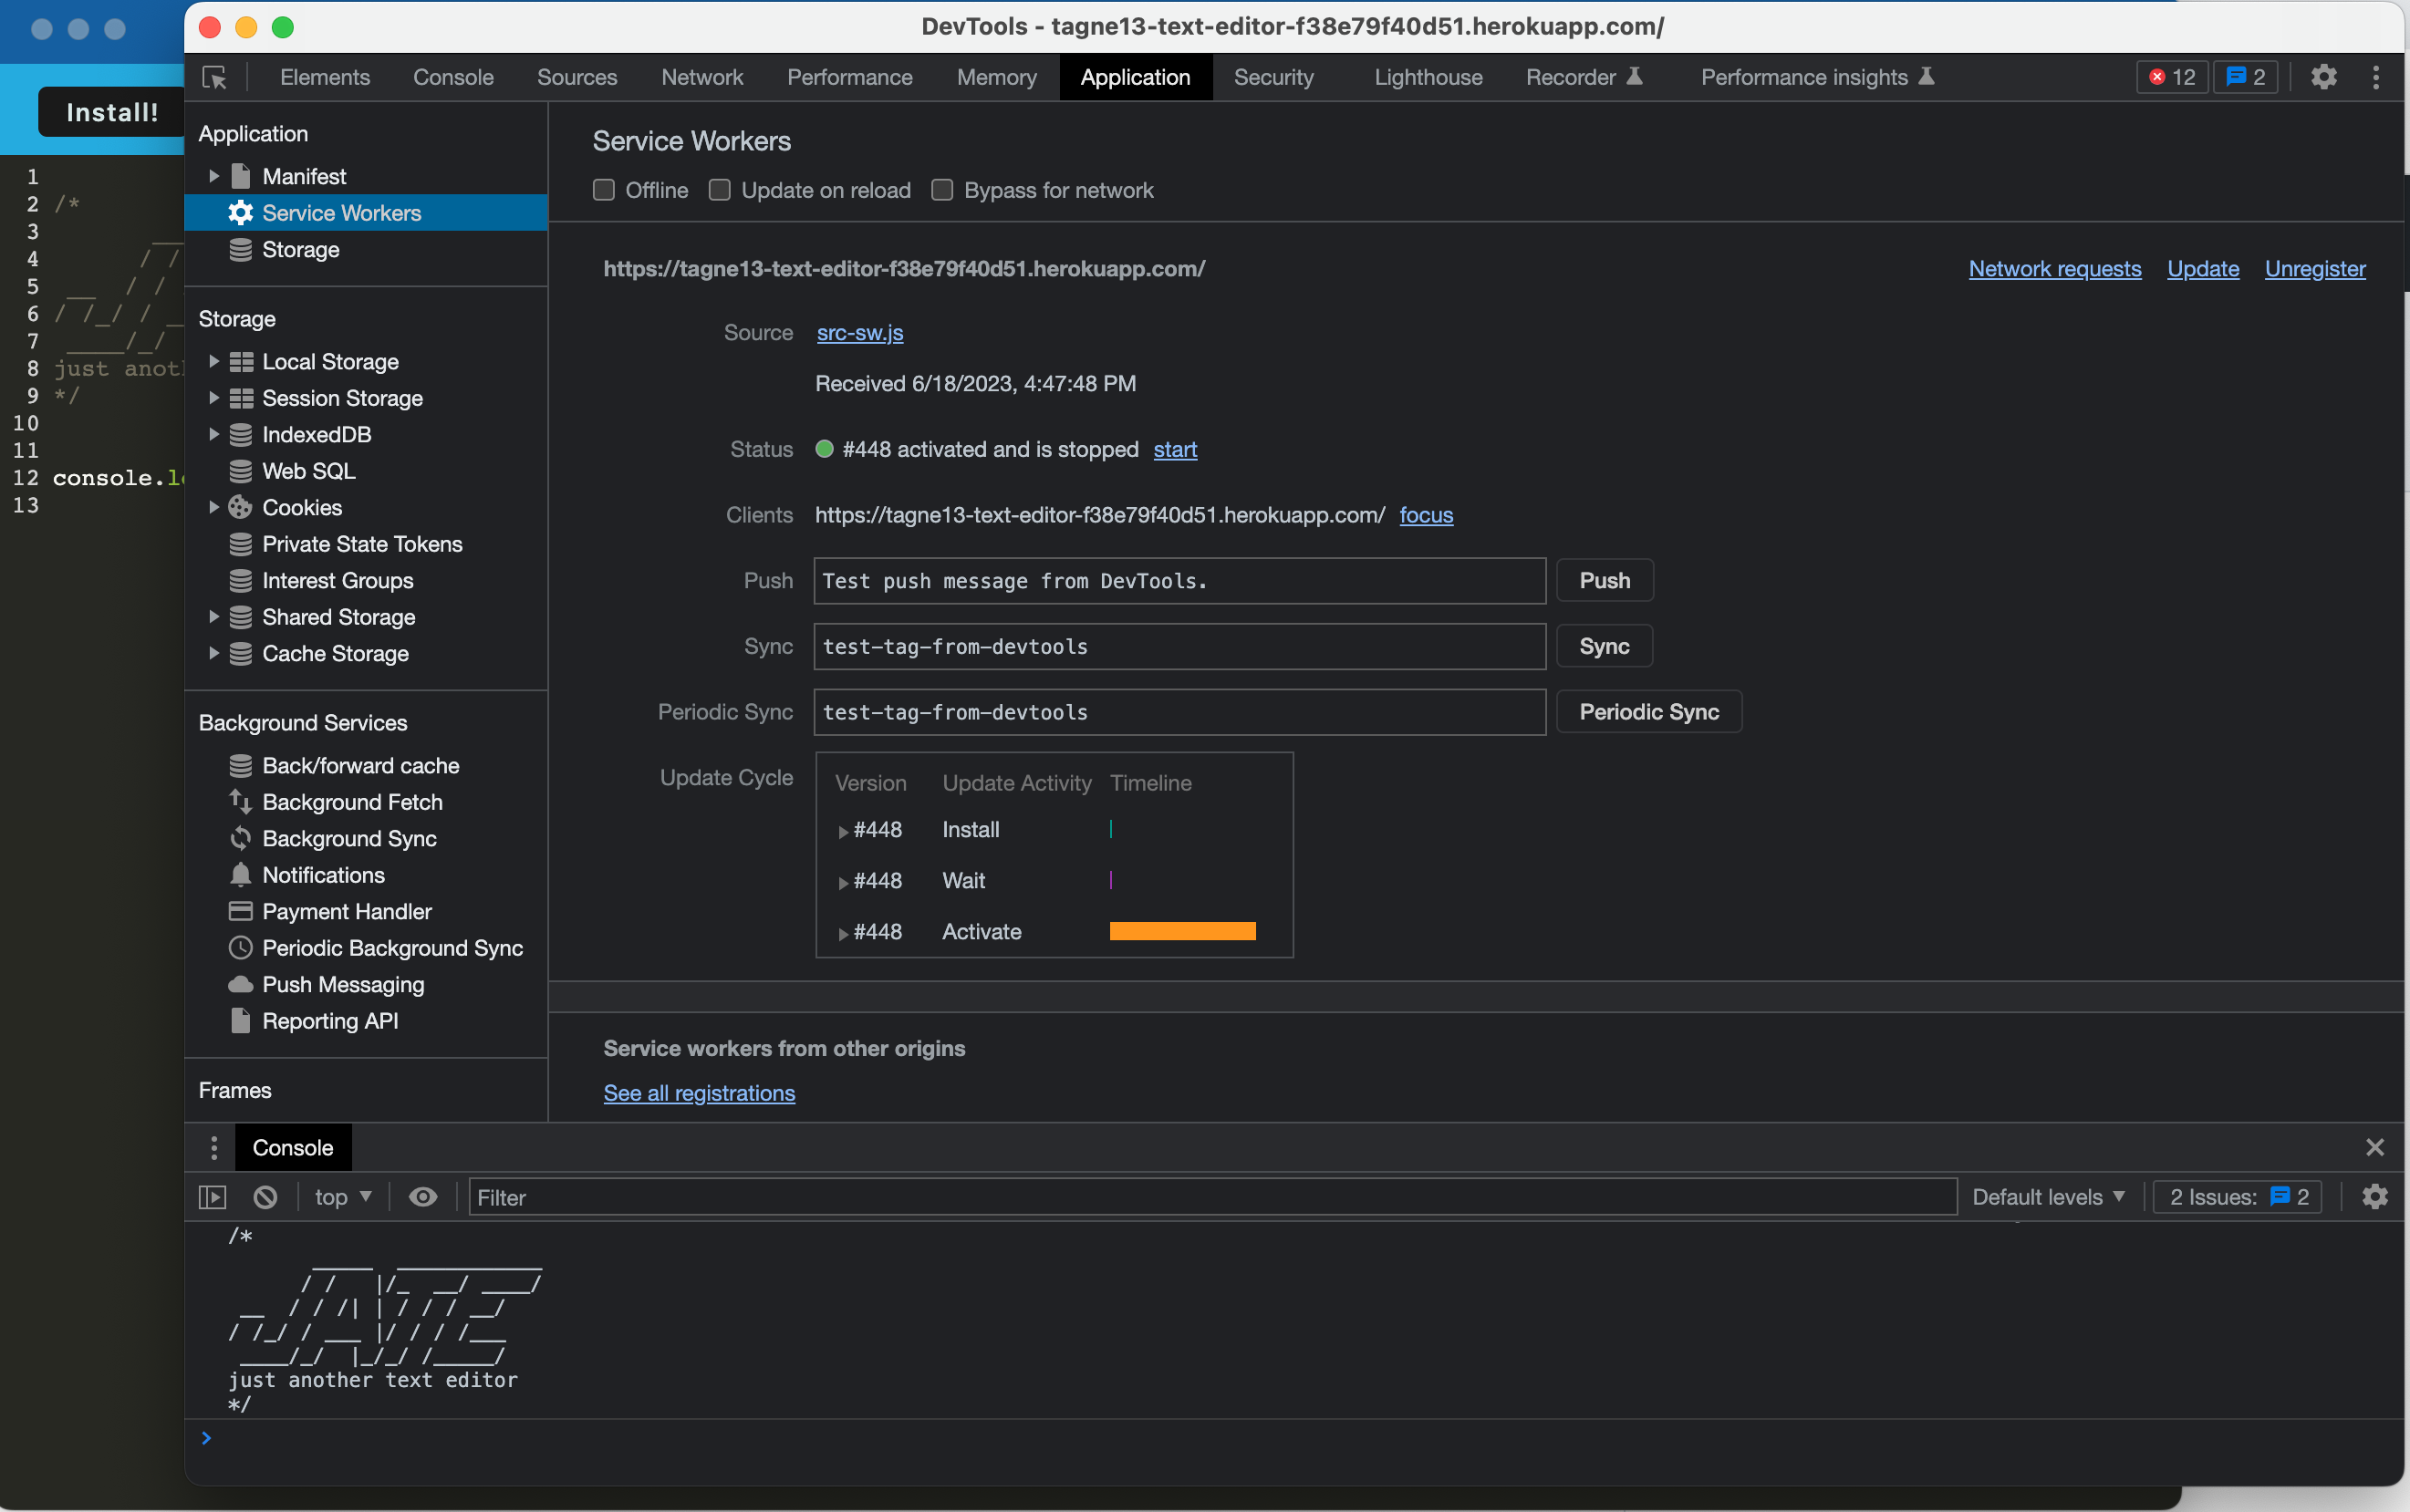 DevTools - tagne13-text-editor-f38e79f40d51.herokuapp.com/
Elements Console Sources Network Performance Memory Application Security Lighthouse Recorder Performance insights 12 2
Install!
1
2 /*
3
4
5
6
7
8 just anoth
9 */
10
11
12 console.l
13
Application
Manifest
Service Workers
Storage
Storage
Local Storage
Session Storage
IndexedDB
Web SQL
Cookies
Private State Tokens
Interest Groups
Shared Storage
Cache Storage
Background Services
Back/forward cache
Background Fetch
Background Sync
Notifications
Payment Handler
Periodic Background Sync
Push Messaging
Reporting API
Frames
Service Workers
Offline Update on reload Bypass for network
https://tagne13-text-editor-f38e79f40d51.herokuapp.com/ Network requests Update Unregister
Source src-sw.js
Received 6/18/2023, 4:47:48 PM
Status #448 activated and is stopped start
Clients https://tagne13-text-editor-f38e79f40d51.herokuapp.com/ focus
Push Test push message from DevTools. Push
Sync test-tag-from-devtools Sync
Periodic Sync test-tag-from-devtools Periodic Sync
Update Cycle Version Update Activity Timeline
#448 Install
#448 Wait
#448 Activate
Service workers from other origins
See all registrations
Console
top Filter Default levels 2 Issues: 2
/*
JATE
just another text editor
*/